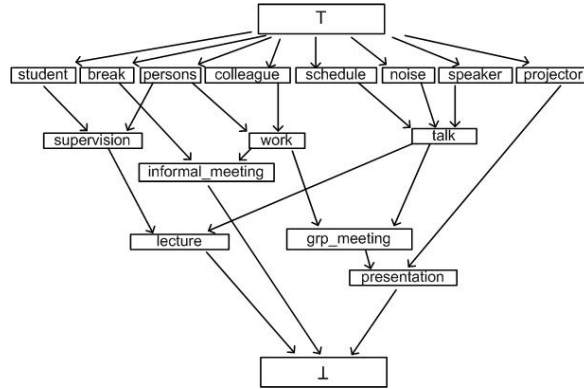 ⊤
student break persons colleague schedule noise speaker projector
supervision work talk
informal_meeting
lecture grp_meeting
presentation
⊥